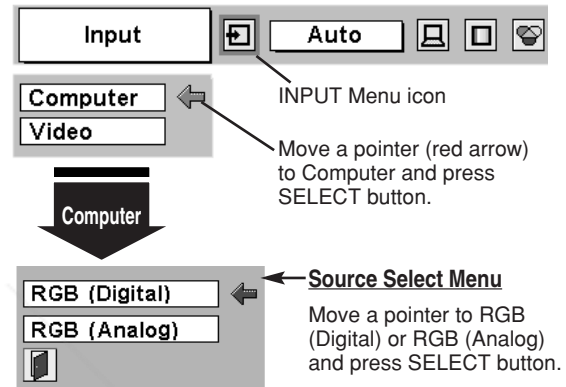 Input
Auto
INPUT Menu icon
Computer
Video
Move a pointer (red arrow)
to Computer and press
SELECT button.
Computer
Source Select Menu
RGB (Digital)
RGB (Analog)
Move a pointer to RGB
(Digital) or RGB (Analog)
and press SELECT button.